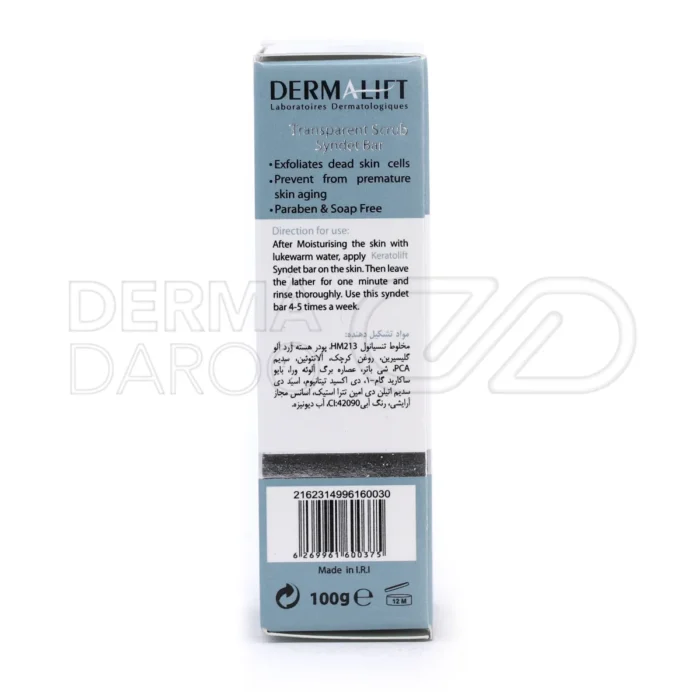 DERMALIFT
Laboratoires Dermatologiques
Transparent Scrub
Syndet Bar
•Exfoliates dead skin cells
•Prevent from premature
skin aging
•Paraben & Soap Free
Direction for use:
After Moisturising the skin with
lukewarm water, apply Keratolift
Syndet bar on the skin. Then leave
the lather for one minute and
rinse thoroughly. Use this syndet
bar 4-5 times a week.
DERMA
DARO
مواد تشکیل دهنده:
مخلوط تنسیانول HM213، پودر هسته زرد آلو
گلیسیرین، روغن کرچک، آلانتوئین، سدیم
PCA، شی باتر، عصاره برگ آلوئه ورا، بایو
ساکارید گام-۱، دی اکسید تیتانیوم، اسید دی
سدیم اتیلن دی امین تترا استیک، اسانس مجاز
آرایشی، رنگ آبی CI:42090، آب دیونیزه.
2162314996160030
6 269961 600375
Made in I.R.I
100g e
12 M